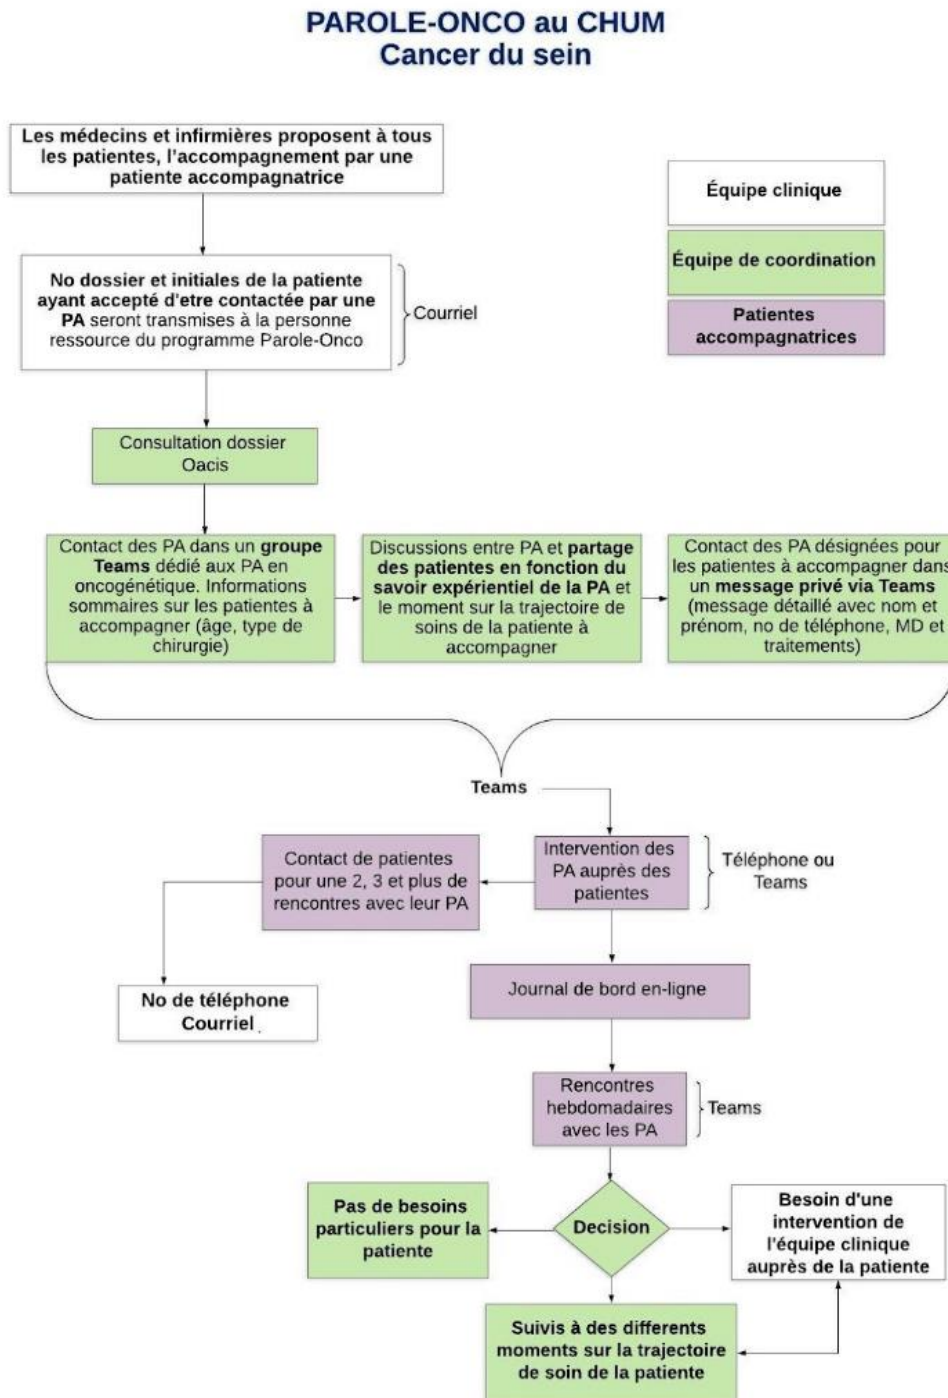 PAROLE-ONCO au CHUM
Cancer du sein
Les médecins et infirmières proposent à tous
les patientes, l'accompagnement par une
patiente accompagnatrice
Équipe clinique
Équipe de coordination
Patientes
accompagnatrices
No dossier et initiales de la patiente
ayant accepté d'etre contactée par une
PA seront transmises à la personne
ressource du programme Parole-Onco
Courriel
Consultation dossier
Oacis
Contact des PA dans un groupe
Teams dédié aux PA en
oncogénétique. Informations
sommaires sur les patientes à
accompagner (âge, type de
chirurgie)
Discussions entre PA et partage
des patientes en fonction du
savoir expérientiel de la PA et
le moment sur la trajectoire de
soins de la patiente à
accompagner
Contact des PA désignées pour
les patientes à accompagner dans
un message privé via Teams
(message détaillé avec nom et
prénom, no de téléphone, MD et
traitements)
Teams
Contact de patientes
pour une 2, 3 et plus de
rencontres avec leur PA
Intervention des
PA auprès des
patientes
Téléphone ou
Teams
No de téléphone
Courriel .
Journal de bord en-ligne
Rencontres
hebdomadaires
avec les PA
Teams
Pas de besoins
particuliers pour la
patiente
Decision
Besoin d'une
intervention de
l'équipe clinique
auprès de la patiente
Suivis à des differents
moments sur la trajectoire
de soin de la patiente